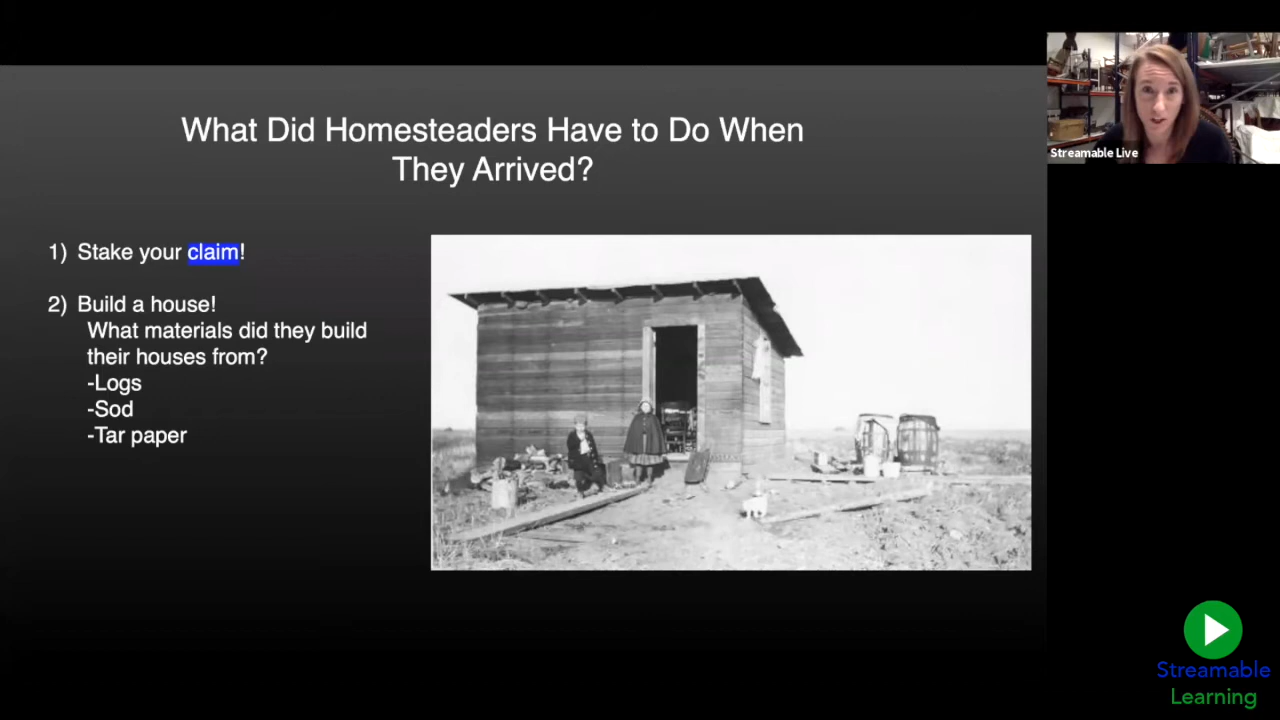 What Did Homesteaders Have to Do When
They Arrived?
1) Stake your claim!
2) Build a house!
What materials did they build
their houses from?
-Logs
-Sod
-Tar paper
Streamable Live
Streamable
Learning